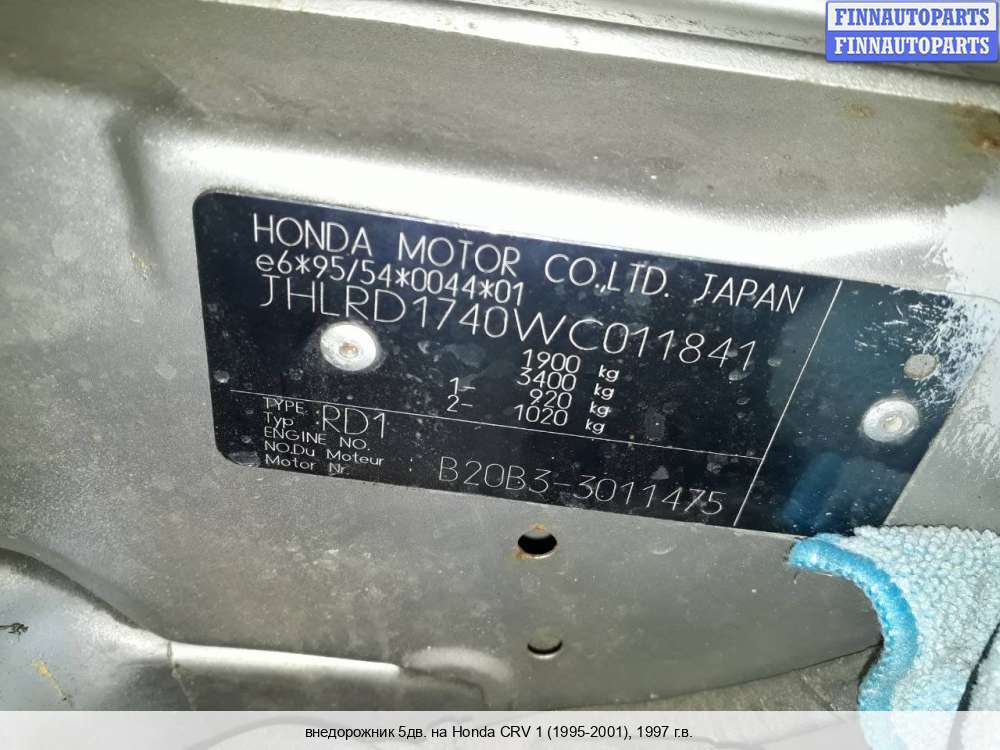 FINNAUTOPARTS
FINNAUTOPARTS
HONDA MOTOR CO.,LTD. JAPAN
e6*95/54*0044*01
JHLRD1740WC011841
1900 kg
3400 kg
1- 920 kg
2- 1020 kg
TYPE
Typ : RD1
ENGINE NO.
NO.Du Moteur : B20B3-3011475
Motor Nr.
внедорожник 5дв. на Honda CRV 1 (1995-2001), 1997 г.в.